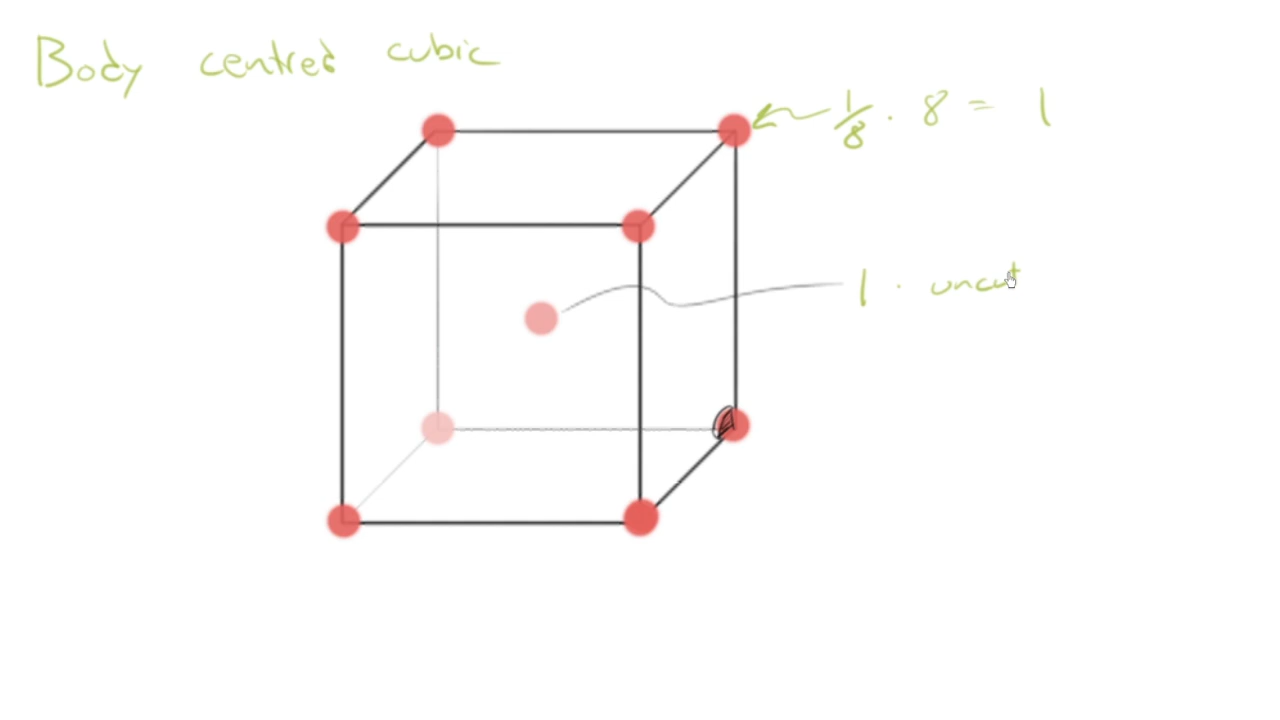 Body centred cubic
1/8 · 8 = 1
1 · uncut